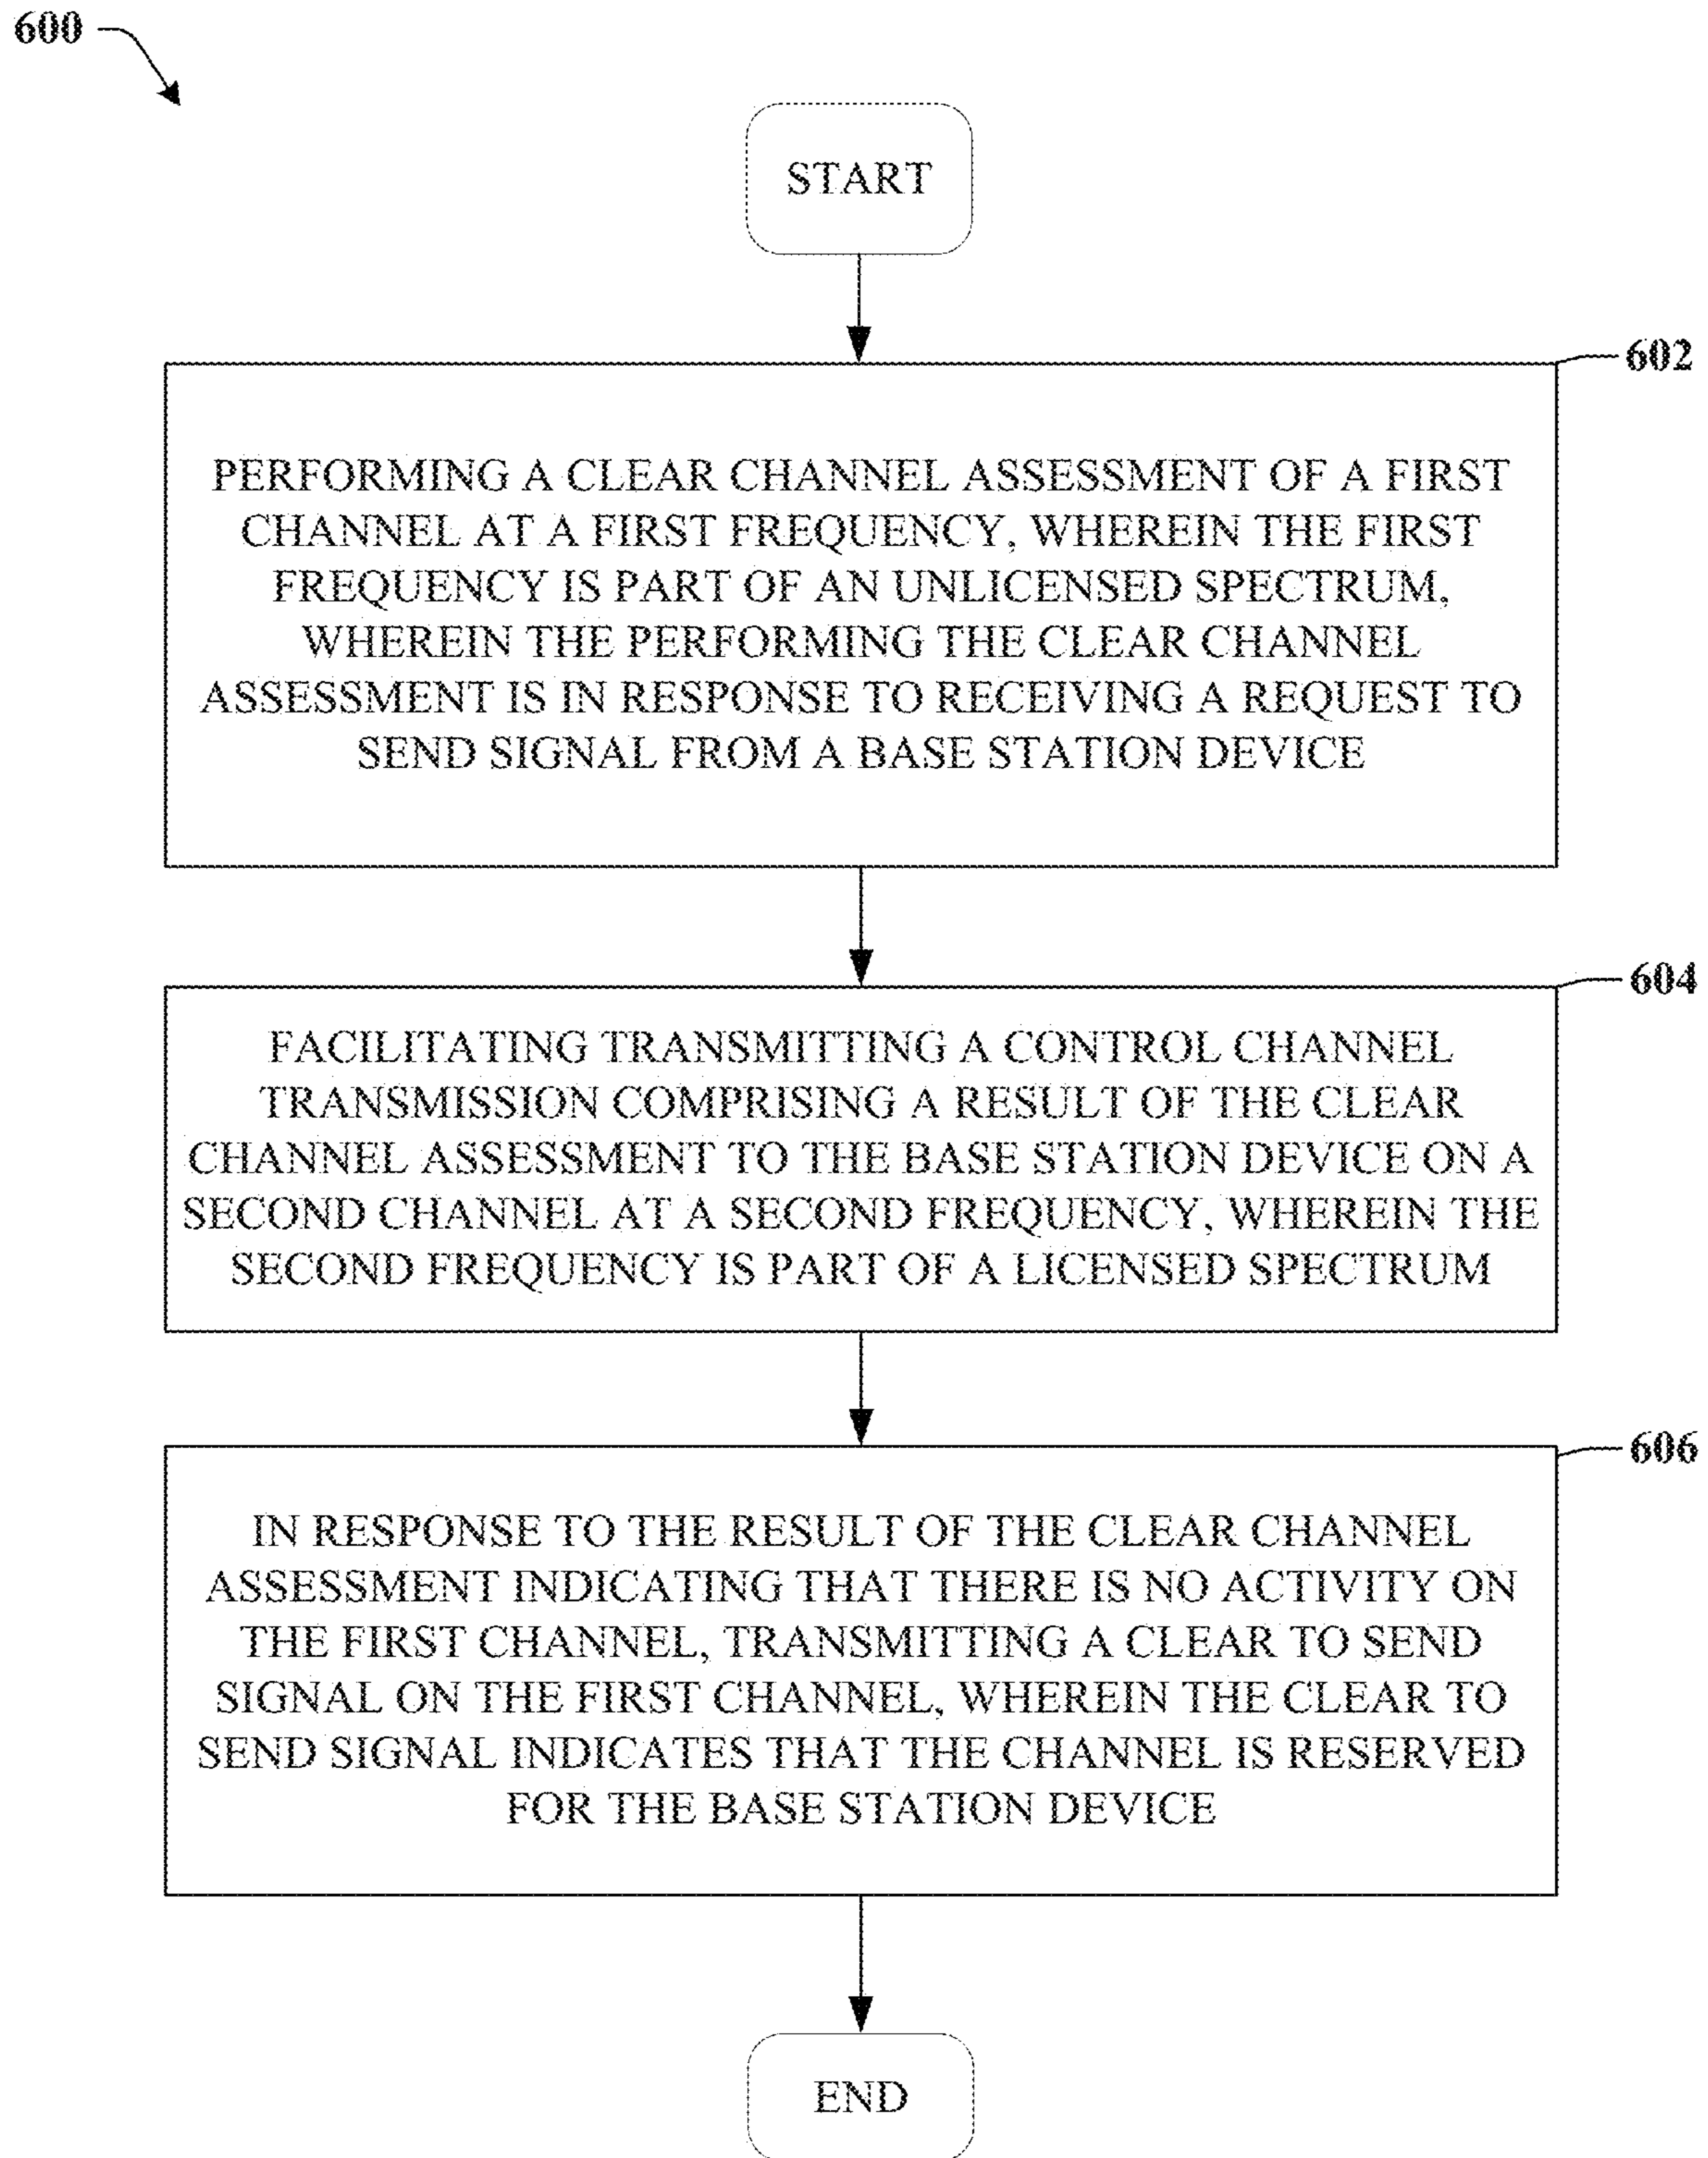 600
START
602
PERFORMING A CLEAR CHANNEL ASSESSMENT OF A FIRST
CHANNEL AT A FIRST FREQUENCY, WHEREIN THE FIRST
FREQUENCY IS PART OF AN UNLICENSED SPECTRUM,
WHEREIN THE PERFORMING THE CLEAR CHANNEL
ASSESSMENT IS IN RESPONSE TO RECEIVING A REQUEST TO
SEND SIGNAL FROM A BASE STATION DEVICE
604
FACILITATING TRANSMITTING A CONTROL CHANNEL
TRANSMISSION COMPRISING A RESULT OF THE CLEAR
CHANNEL ASSESSMENT TO THE BASE STATION DEVICE ON A
SECOND CHANNEL AT A SECOND FREQUENCY, WHEREIN THE
SECOND FREQUENCY IS PART OF A LICENSED SPECTRUM
606
IN RESPONSE TO THE RESULT OF THE CLEAR CHANNEL
ASSESSMENT INDICATING THAT THERE IS NO ACTIVITY ON
THE FIRST CHANNEL, TRANSMITTING A CLEAR TO SEND
SIGNAL ON THE FIRST CHANNEL, WHEREIN THE CLEAR TO
SEND SIGNAL INDICATES THAT THE CHANNEL IS RESERVED
FOR THE BASE STATION DEVICE
END